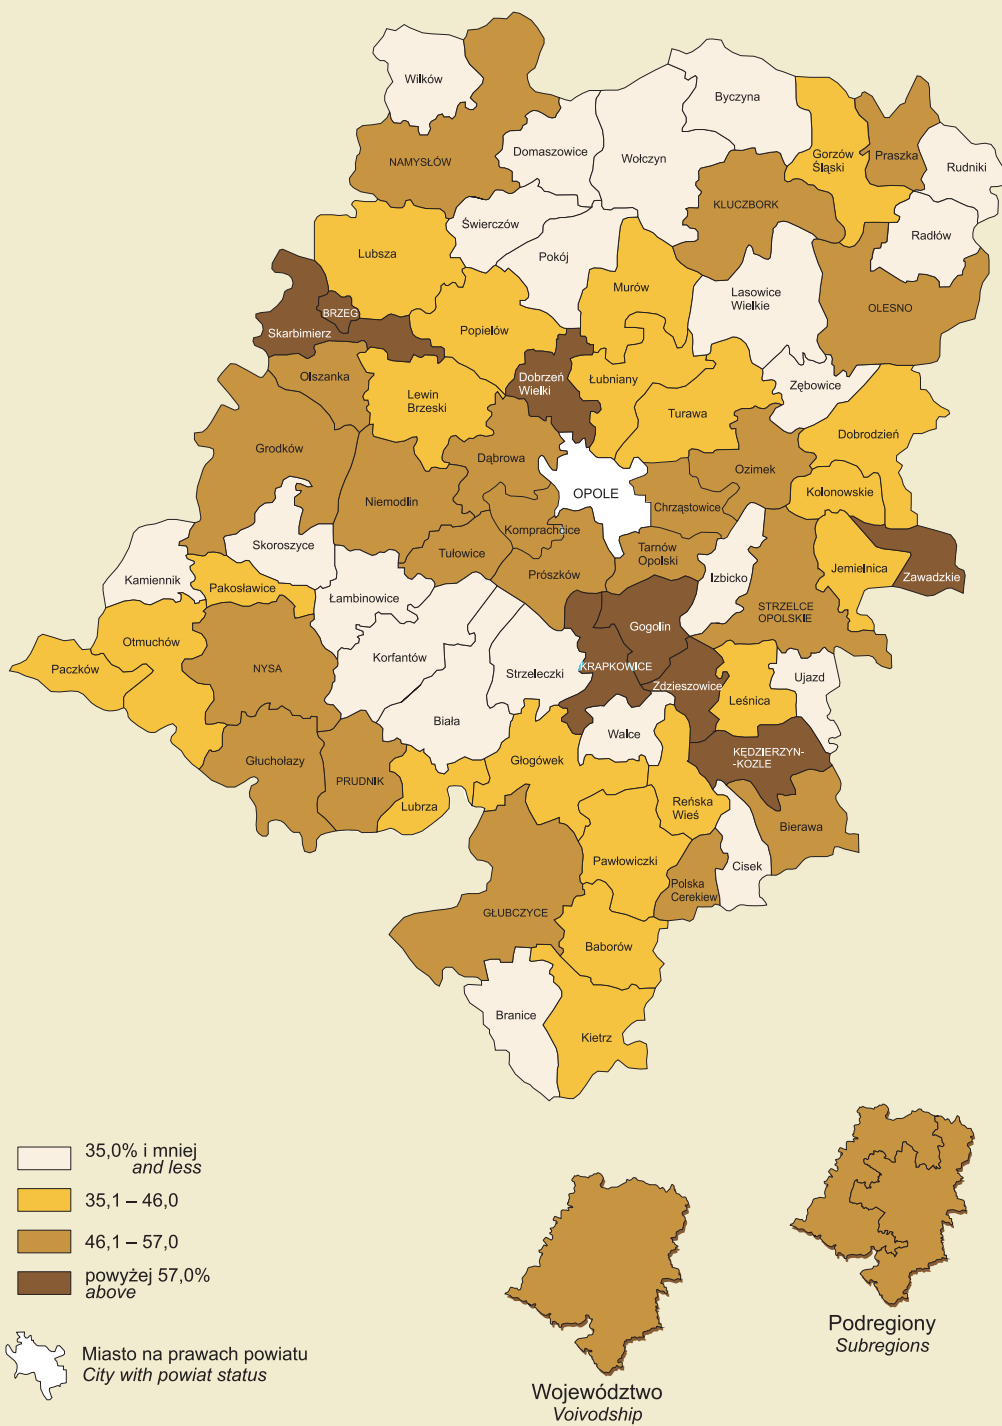 Wilków
Byczyna
NAMYSŁÓW
Domaszowice
Wołczyn
Gorzów
Śląski
Praszka
Rudniki
KLUCZBORK
Świerczów
Radłów
Lubsza
Pokój
Murów
Lasowice
Wielkie
OLESNO
BRZEG
Skarbimierz
Popielów
Olszanka
Dobrzeń
Wielki
Łubniany
Zębowice
Lewin
Brzeski
Turawa
Dobrodzień
Grodków
Dąbrowa
Ozimek
Niemodlin
OPOLE
Kolonowskie
Chrząstowice
Komprachcice
Skoroszyce
Tułowice
Tarnów
Opolski
Kamiennik
Pakosławice
Prószków
Izbicko
Jemielnica
Zawadzkie
Łambinowice
STRZELCE
OPOLSKIE
Gogolin
Otmuchów
Paczków
NYSA
Korfantów
Strzeleczki
KRAPKOWICE
Ujazd
Zdzieszowice
Leśnica
Biała
Walce
KĘDZIERZYN-
-KOZLE
Głuchołazy
PRUDNIK
Głogówek
Lubrza
Reńska
Wieś
Bierawa
Pawłowiczki
Cisek
Polska
Cerekiew
GŁUBCZYCE
Baborów
Branice
Kietrz
35,0% i mniej
and less
35,1 – 46,0
46,1 – 57,0
powyżej 57,0%
above
Miasto na prawach powiatu
City with powiat status
Województwo
Voivodship
Podregiony
Subregions